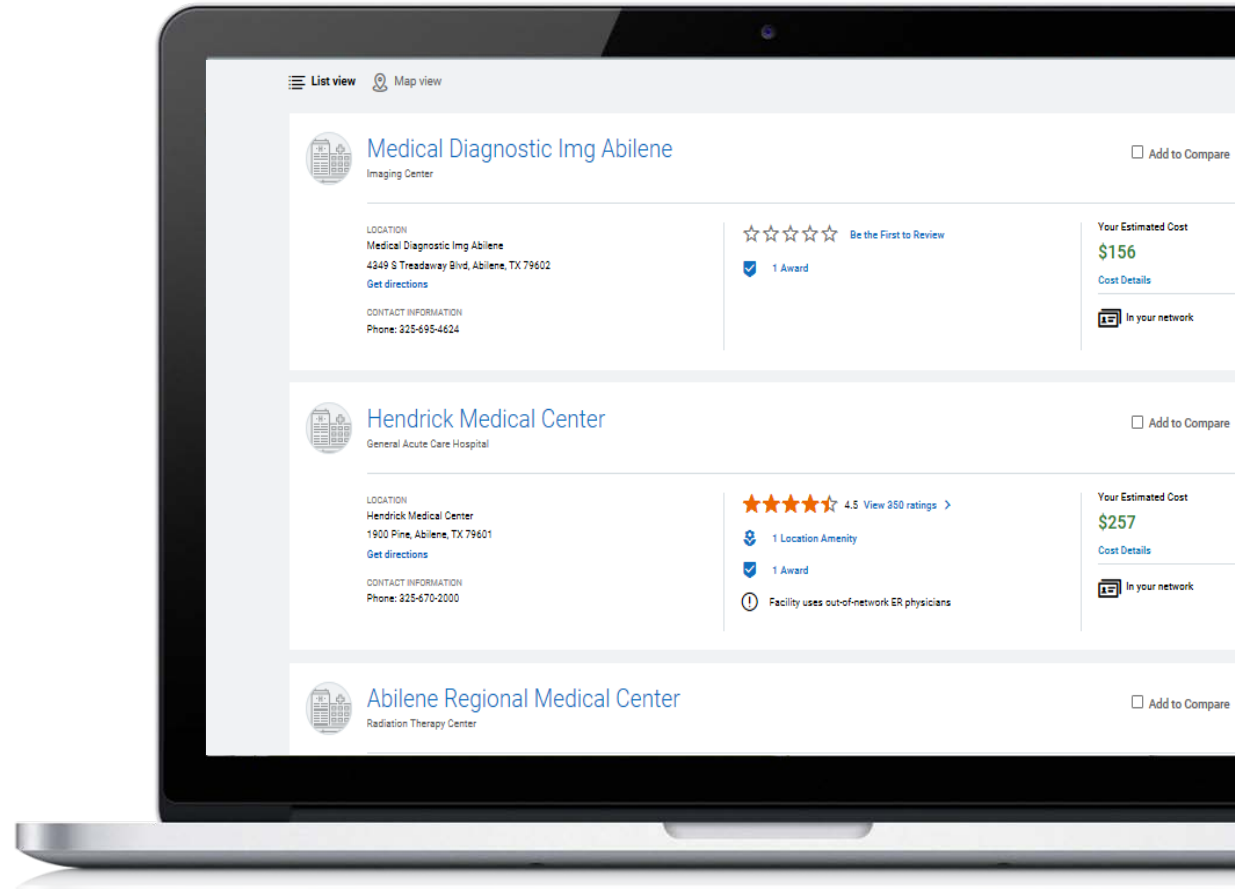 List view
Map view
Medical Diagnostic Img Abilene
Imaging Center
Add to Compare
LOCATION
Medical Diagnostic Img Abilene
4349 S Treadaway Blvd, Abilene, TX 79602
Get directions
CONTACT INFORMATION
Phone: 325-695-4624
Be the First to Review
1 Award
Your Estimated Cost
$156
Cost Details
In your network
Hendrick Medical Center
General Acute Care Hospital
Add to Compare
LOCATION
Hendrick Medical Center
1900 Pine, Abilene, TX 79601
Get directions
CONTACT INFORMATION
Phone: 325-670-2000
4.5 View 350 ratings >
1 Location Amenity
1 Award
Facility uses out-of-network ER physicians
Your Estimated Cost
$257
Cost Details
In your network
Abilene Regional Medical Center
Radiation Therapy Center
Add to Compare